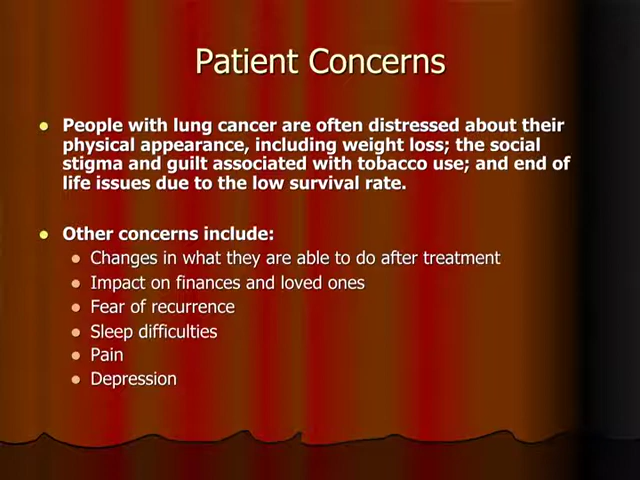 Patient Concerns
People with lung cancer are often distressed about their
physical appearance, including weight loss; the social
stigma and guilt associated with tobacco use; and end of
life issues due to the low survival rate.
Other concerns include:
Changes in what they are able to do after treatment
Impact on finances and loved ones
Fear of recurrence
Sleep difficulties
Pain
Depression